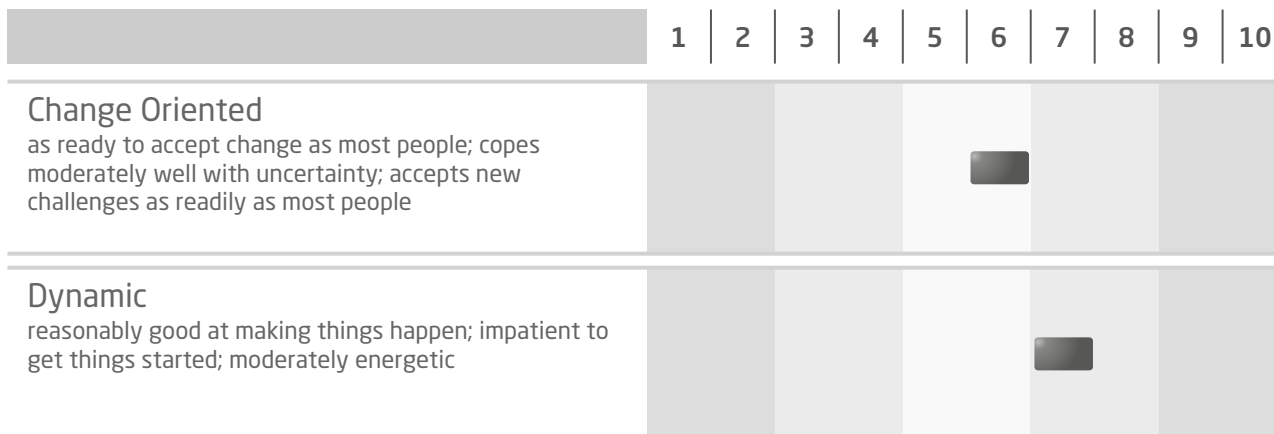 1 2 3 4 5 6 7 8 9 10
Change Oriented
as ready to accept change as most people; copes
moderately well with uncertainty; accepts new
challenges as readily as most people
Dynamic
reasonably good at making things happen; impatient to
get things started; moderately energetic